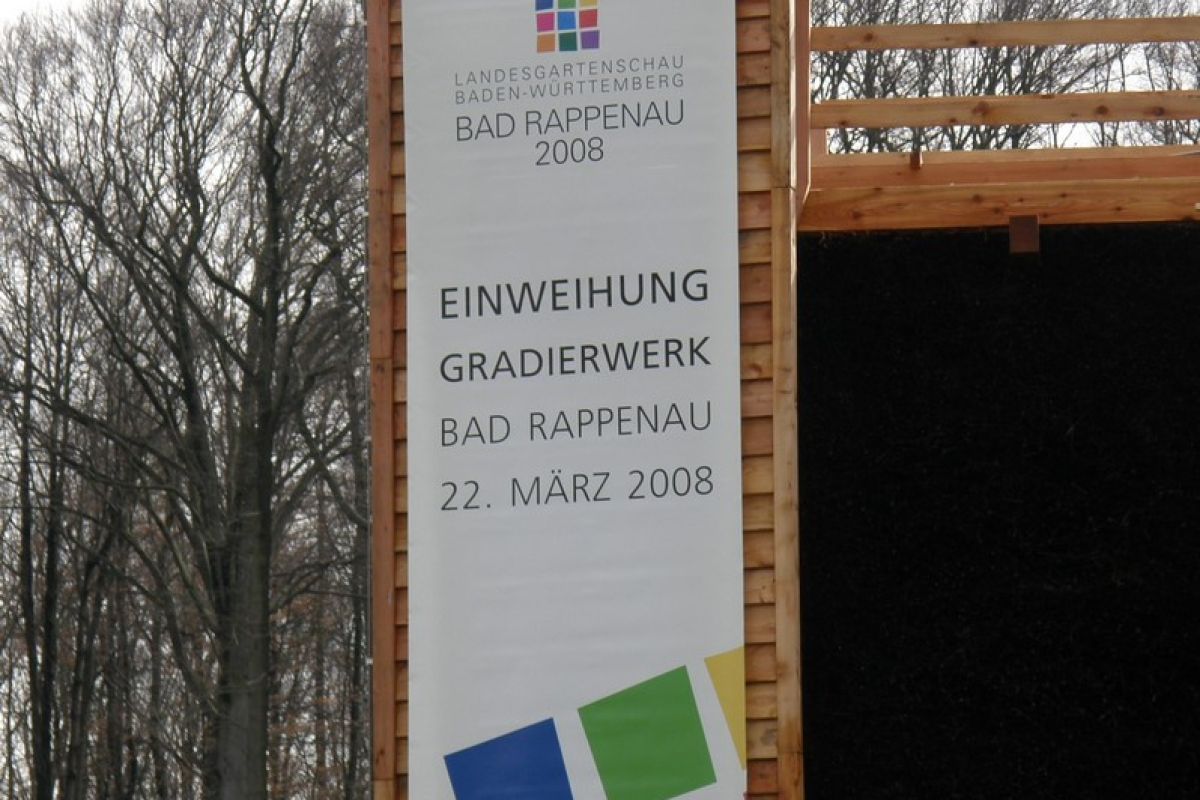 LANDESGARTENSCHAU
BADEN-WÜRTTEMBERG
BAD RAPPENAU
2008
EINWEIHUNG
GRADIERWERK
BAD RAPPENAU
22. MÄRZ 2008